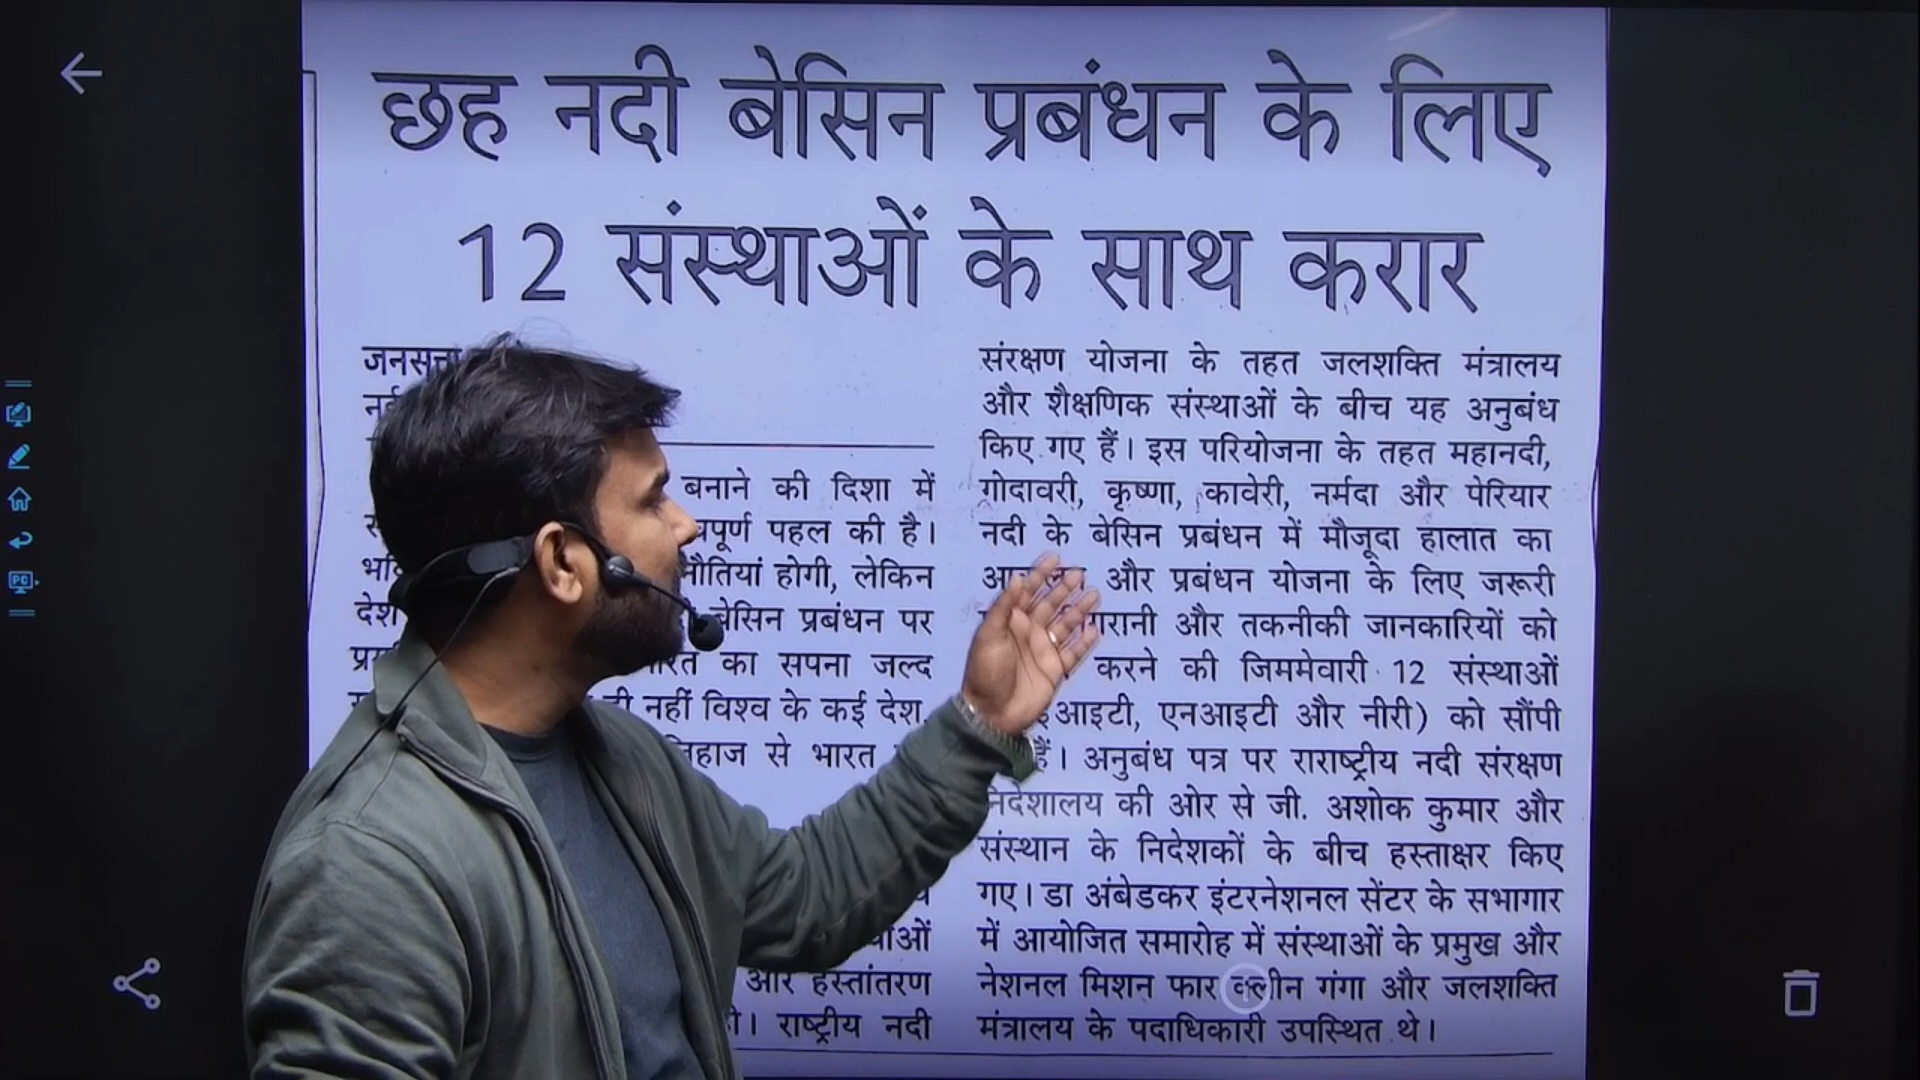 छह नदी बेसिन प्रबंधन के लिए
12 संस्थाओं के साथ करार
जनसत्ता
बनाने की दिशा में
पहल की है।
होगी, लेकिन
देश बेसिन प्रबंधन पर
का सपना जल्द
नहीं विश्व के कई देश,
से भारत
और हस्तांतरण
राष्ट्रीय नदी
संरक्षण योजना के तहत जलशक्ति मंत्रालय
और शैक्षणिक संस्थाओं के बीच यह अनुबंध
किए गए हैं। इस परियोजना के तहत महानदी,
गोदावरी, कृष्णा, कावेरी, नर्मदा और पेरियार
नदी के बेसिन प्रबंधन में मौजूदा हालात का
और प्रबंधन योजना के लिए जरूरी
और तकनीकी जानकारियों को
करने की जिममेवारी 12 संस्थाओं
एनआइटी और नीरी) को सौंपी
हैं। अनुबंध पत्र पर राराष्ट्रीय नदी संरक्षण
निदेशालय की ओर से जी. अशोक कुमार और
संस्थान के निदेशकों के बीच हस्ताक्षर किए
गए। डा अंबेडकर इंटरनेशनल सेंटर के सभागार
में आयोजित समारोह में संस्थाओं के प्रमुख और
नेशनल मिशन फार क्लीन गंगा और जलशक्ति
मंत्रालय के पदाधिकारी उपस्थित थे।